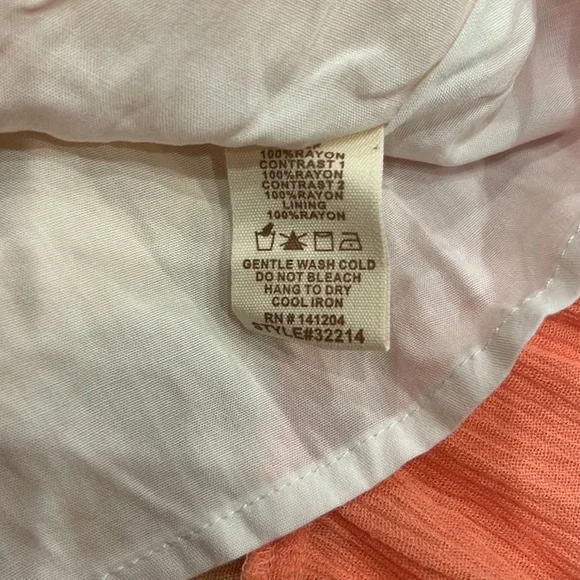 100%RAYON
CONTRAST 1
100%RAYON
CONTRAST 2
100%RAYON
LINING
100%RAYON
GENTLE WASH COLD
DO NOT BLEACH
HANG TO DRY
COOL IRON
RN # 141204
STYLE#32214